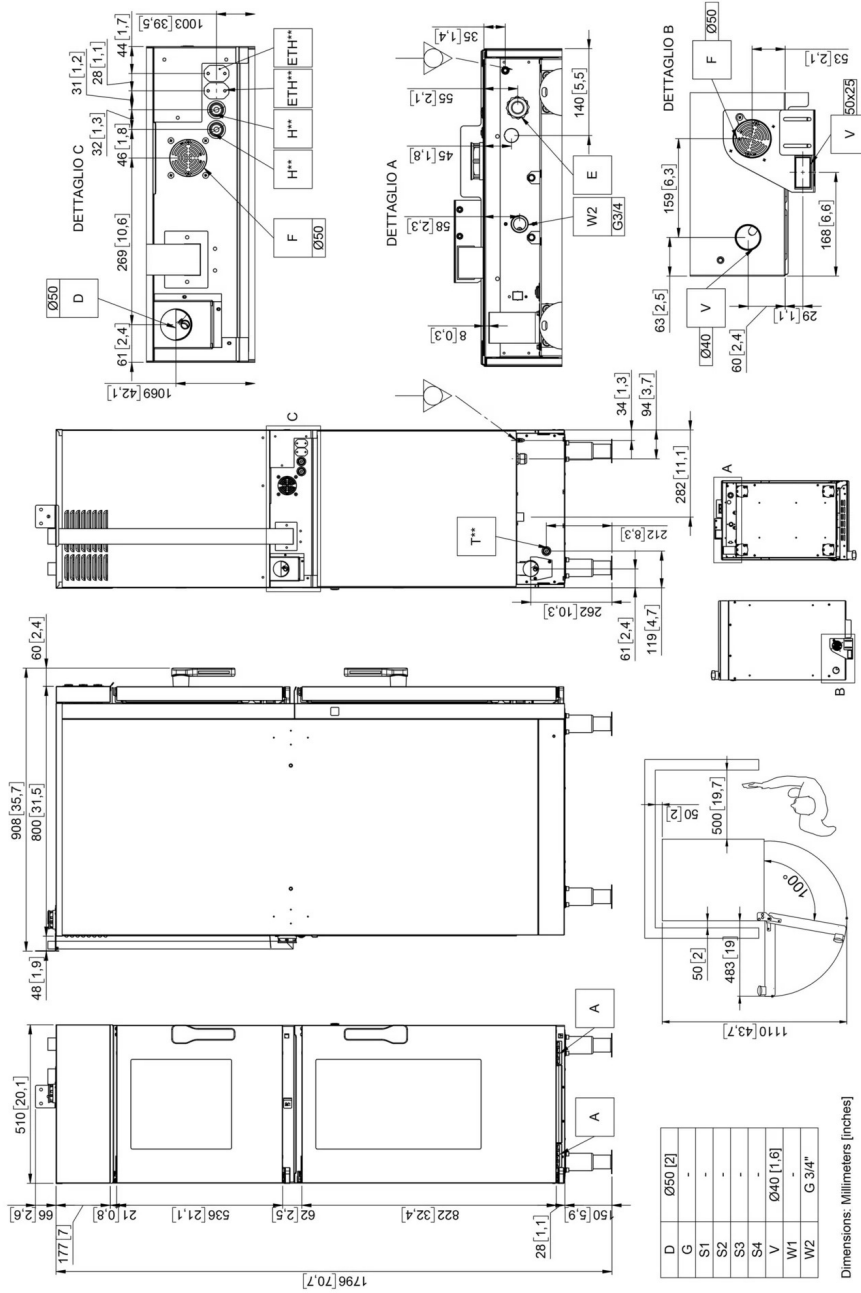 510 [20,1]
66 [2,6]
177 [7]
21 [0,8]
536 [21,1]
62 [2,5]
822 [32,4]
28 [1,1]
150 [5,9]
1796 [70,7]
A
A
908 [35,7]
800 [31,5]
48 [1,9]
60 [2,4]
C
T**
262 [10,3]
61 [2,4]
119 [4,7]
212 [8,3]
282 [11,1]
34 [1,3]
94 [3,7]
DETTAGLIO C
Ø50
D
1069 [42,1]
61 [2,4]
269 [10,6]
46 [1,8]
32 [1,3]
31 [1,2]
28 [1,1]
44 [1,7]
1003 [39,5]
F
Ø50
H**
H**
ETH**
ETH**
DETTAGLIO A
8 [0,3]
58 [2,3]
45 [1,8]
55 [2,1]
35 [1,4]
140 [5,5]
W2
G3/4
E
DETTAGLIO B
63 [2,5]
159 [6,3]
F
Ø50
53 [2,1]
60 [2,4]
29 [1,1]
168 [6,6]
V
Ø40
V
50x25
B
A
50 [2]
500 [19,7]
100°
50 [2]
483 [19]
1110 [43,7]
D Ø50 [2]
G -
S1 -
S2 -
S3 -
S4 -
V Ø40 [1,6]
W1 -
W2 G 3/4"
Dimensions: Millimeters [inches]